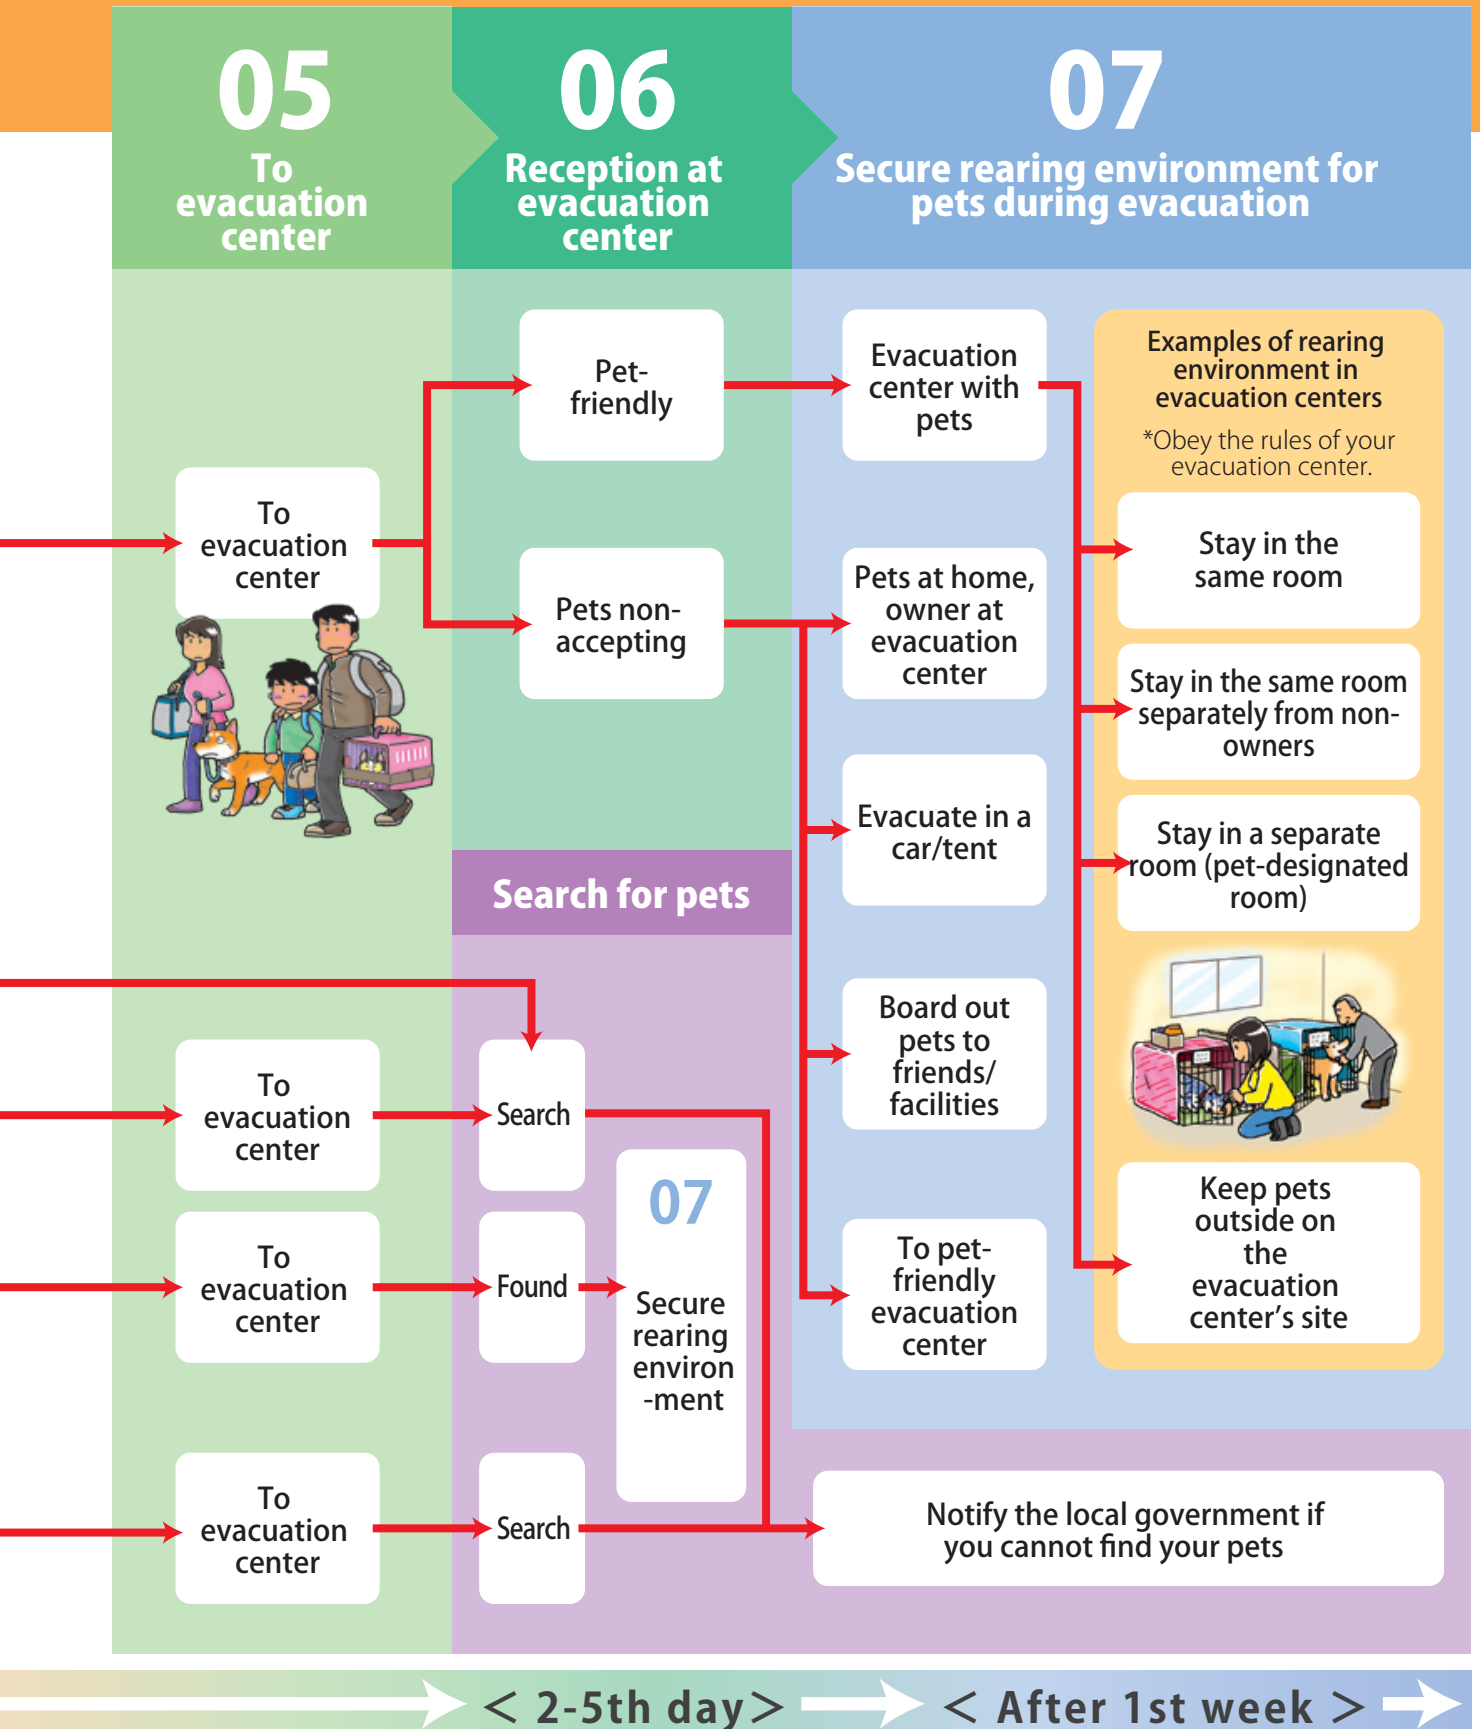 05
To
evacuation
center
06
Reception at
evacuation
center
07
Secure rearing environment for
pets during evacuation
To
evacuation
center
Pet-
friendly
Pets non-
accepting
Evacuation
center with
pets
Pets at home,
owner at
evacuation
center
Evacuate in a
car/tent
Board out
pets to
friends/
facilities
To pet-
friendly
evacuation
center
Examples of rearing
environment in
evacuation centers
*Obey the rules of your
evacuation center.
Stay in the
same room
Stay in the same room
separately from non-
owners
Stay in a separate
room (pet-designated
room)
Keep pets
outside on
the
evacuation
center’s site
Search for pets
To
evacuation
center
Search
To
evacuation
center
Found
07
Secure
rearing
environ
-ment
To
evacuation
center
Search
Notify the local government if
you cannot find your pets
< 2-5th day>
< After 1st week >